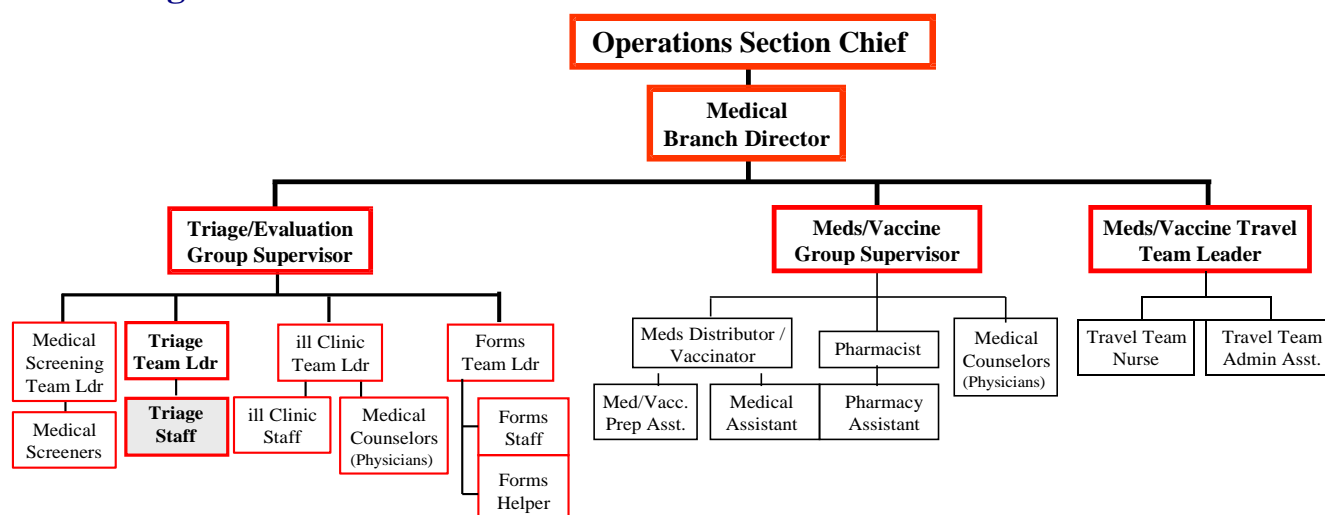 Operations Section Chief
Medical
Branch Director
Triage/Evaluation
Group Supervisor
Meds/Vaccine
Group Supervisor
Meds/Vaccine Travel
Team Leader
Medical
Screening
Team Ldr
Triage
Team Ldr
ill Clinic
Team Ldr
Forms
Team Ldr
Meds Distributor /
Vaccinator
Pharmacist
Medical
Counselors
(Physicians)
Travel Team
Nurse
Travel Team
Admin Asst.
Medical
Screeners
Triage
Staff
ill Clinic
Staff
Medical
Counselors
(Physicians)
Forms
Staff
Forms
Helper
Med/Vacc.
Prep Asst.
Medical
Assistant
Pharmacy
Assistant